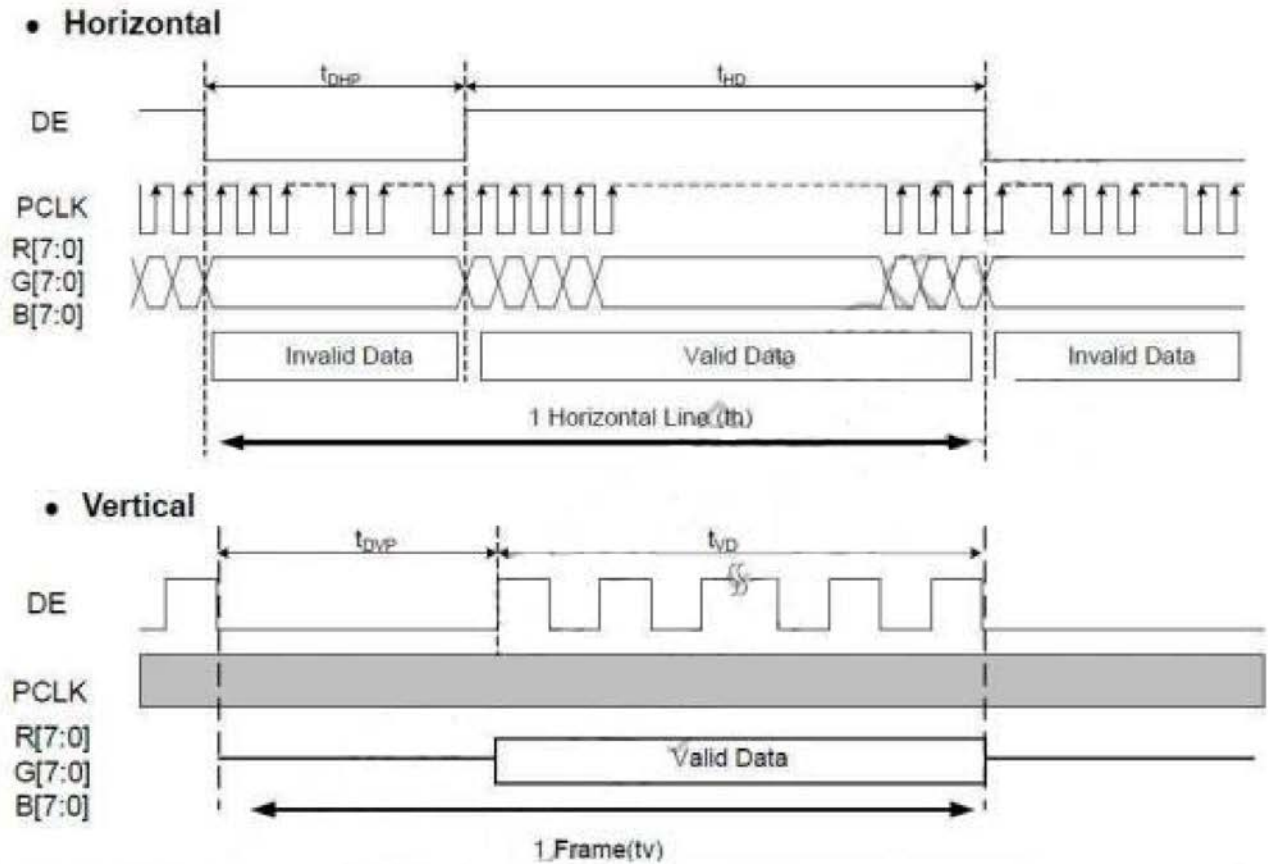 • Horizontal
tDHP tHD
DE
PCLK
R[7:0]
G[7:0]
B[7:0]
Invalid Data Valid Data Invalid Data
1 Horizontal Line (th)
• Vertical
tDVP tVD
DE
PCLK
R[7:0]
G[7:0]
B[7:0]
Valid Data
1 Frame(tv)